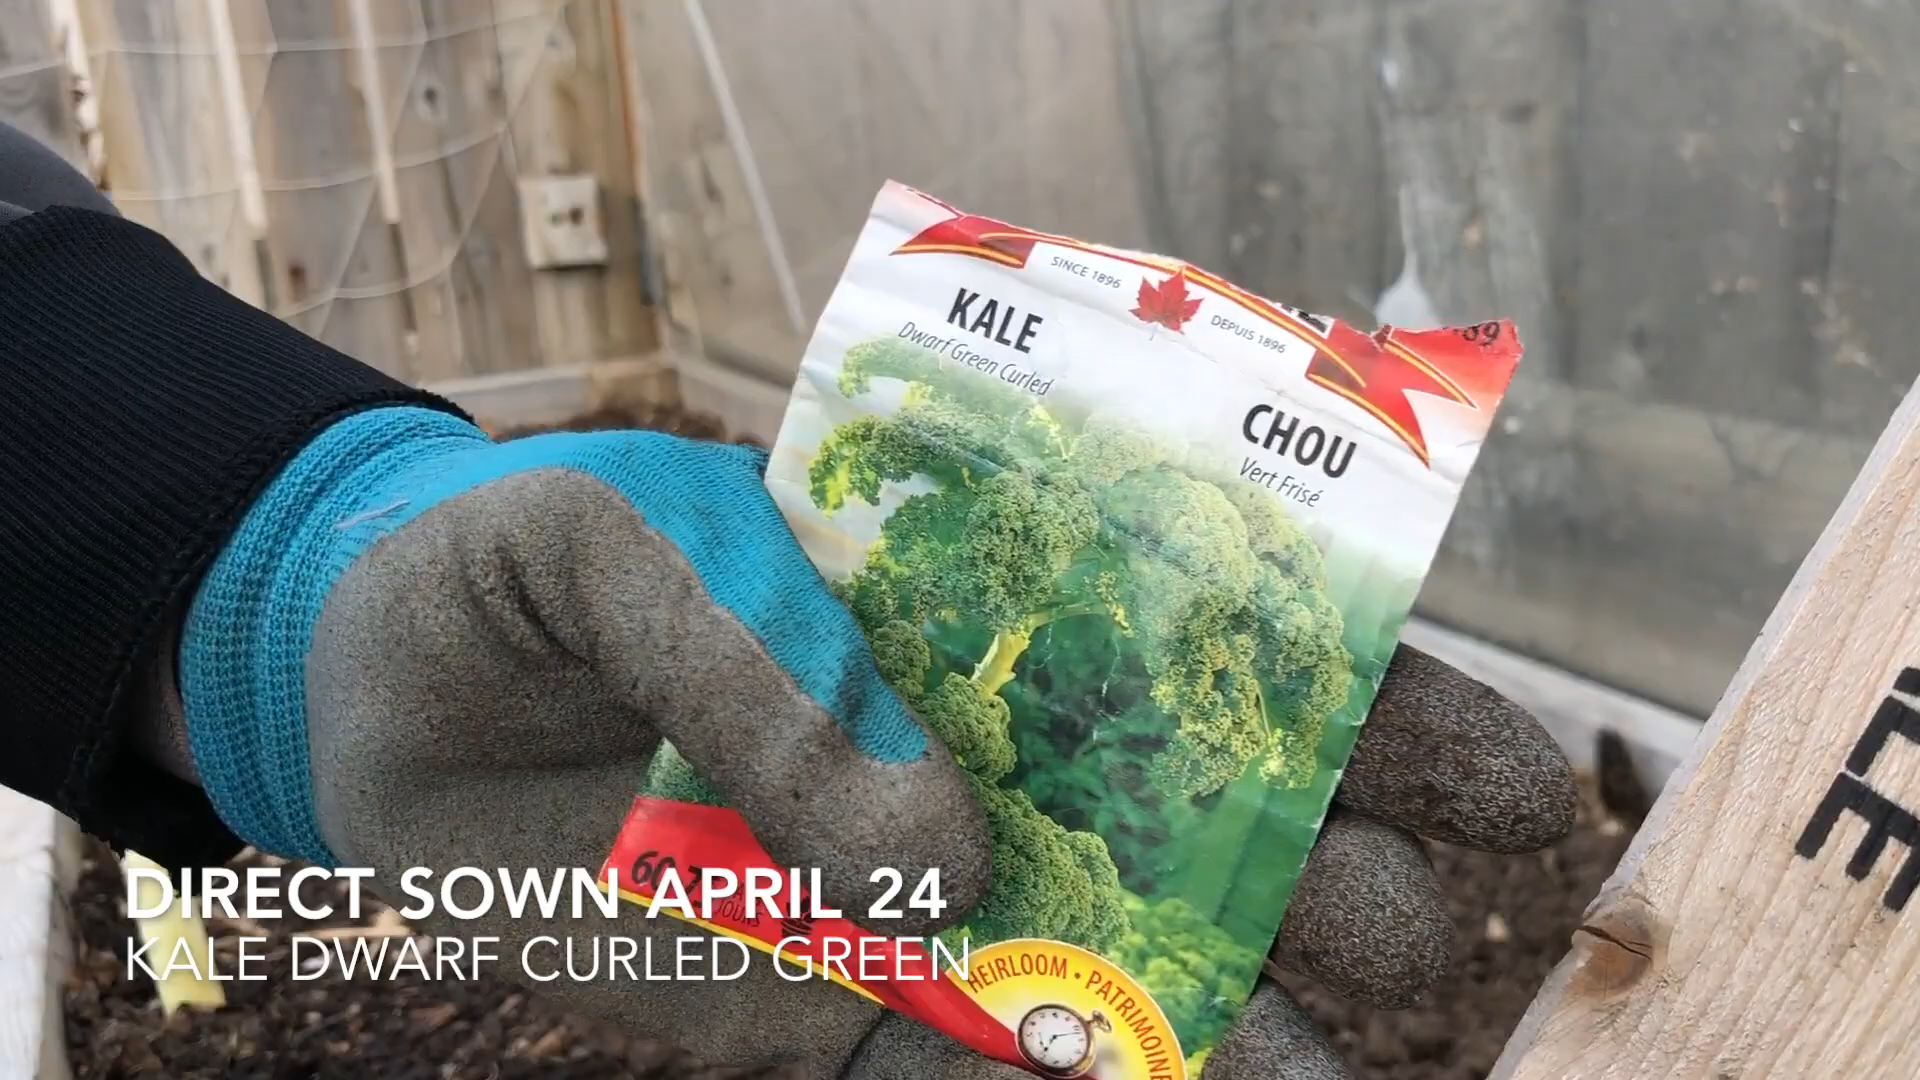 SINCE 1896
DEPUIS 1896
KALE
Dwarf Green Curled
CHOU
Vert Frisé
JOURS
HEIRLOOM • PATRIMOINE
DIRECT SOWN APRIL 24
KALE DWARF CURLED GREEN